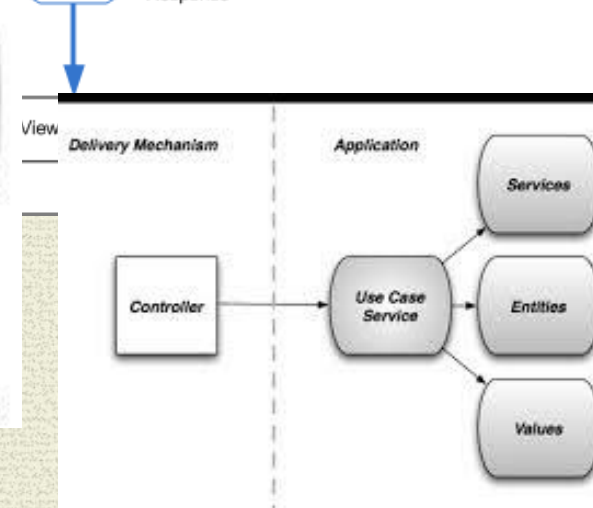 View
Delivery Mechanism
Application
Services
Controller
Use Case
Service
Entities
Values